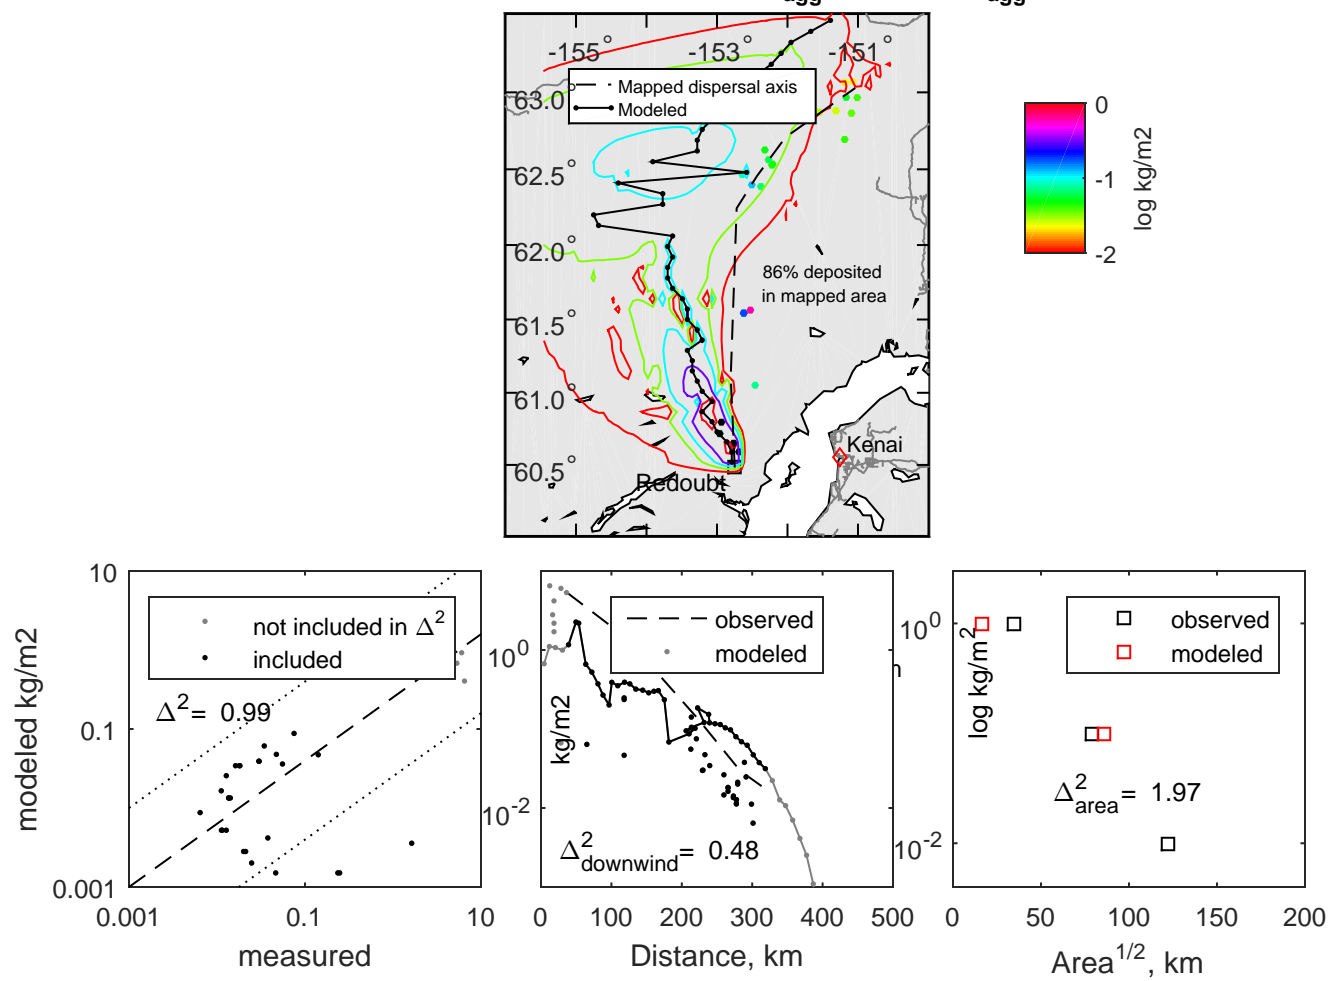 agg agg
-155° -153° -151°
Mapped dispersal axis
Modeled
63.0°
62.5°
62.0°
61.5°
61.0°
60.5°
86% deposited
in mapped area
Kenai
Redoubt
0
-1
-2
log kg/m2
10
0.1
0.001
modeled kg/m2
not included in Δ²
included
Δ²= 0.99
0.001 0.1 10
measured
10⁰
10⁻²
kg/m2
observed
modeled
Δ²downwind= 0.48
0 100 200 300 400 500
Distance, km
10⁰
10⁻²
log kg/m²
observed
modeled
Δ²area= 1.97
0 50 100 150 200
Area¹/², km